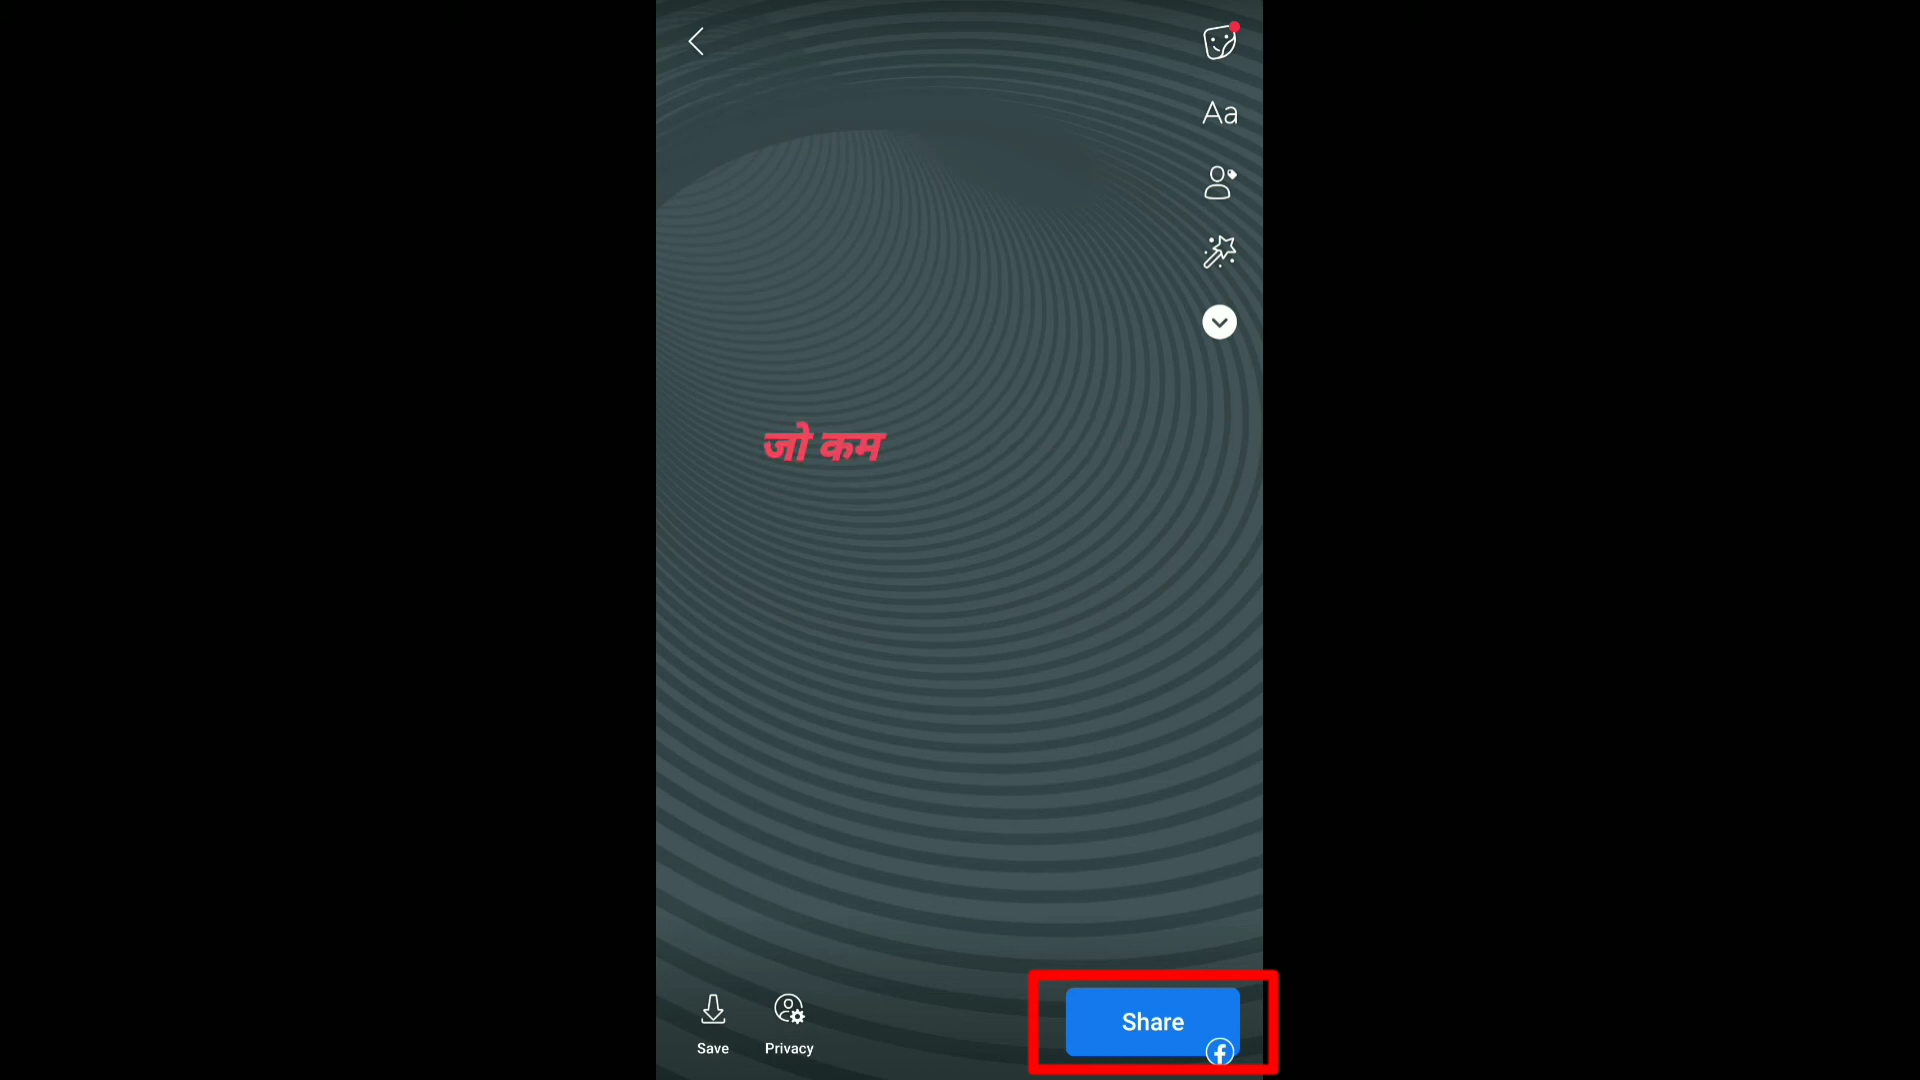 Aa
जो कम
Save
Privacy
Share